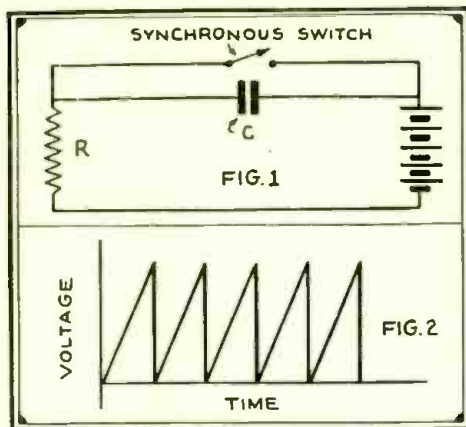 SYNCHRONOUS SWITCH
C
R
FIG.1
VOLTAGE
FIG.2
TIME